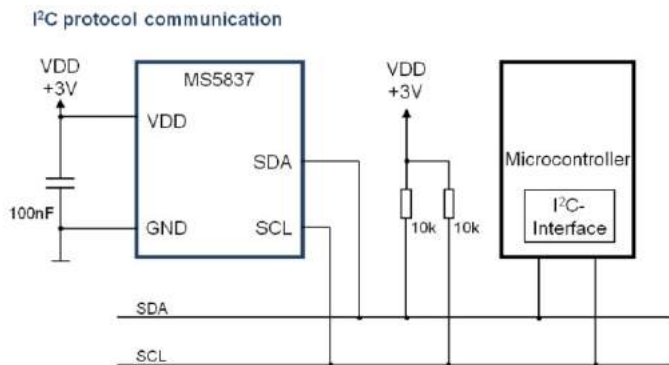 I²C protocol communication
VDD
+3V
MS5837
VDD
SDA
GND
SCL
100nF
VDD
+3V
10k
10k
Microcontroller
I²C-
Interface
SDA
SCL